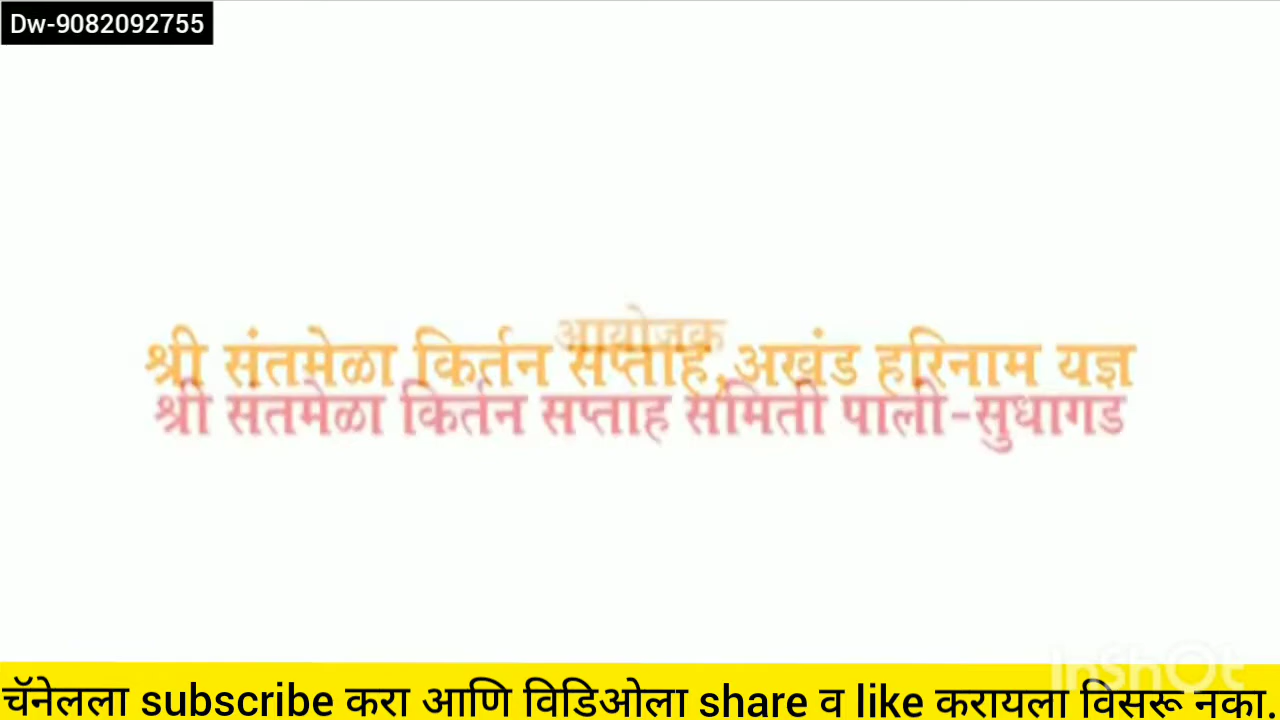 Dw-9082092755
आयोजक
श्री संतमेळा किर्तन सप्ताह,अखंड हरिनाम यज्ञ
श्री संतमेळा किर्तन सप्ताह समिती पाली-सुधागड
InShOt
चॅनेलला subscribe करा आणि विडिओला share व like करायला विसरू नका.